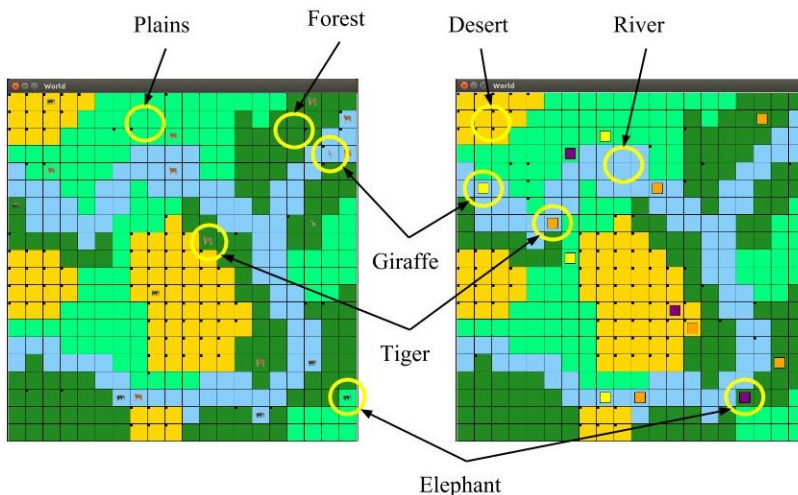 Plains
Forest
Desert
River
World
World
Giraffe
Tiger
Elephant